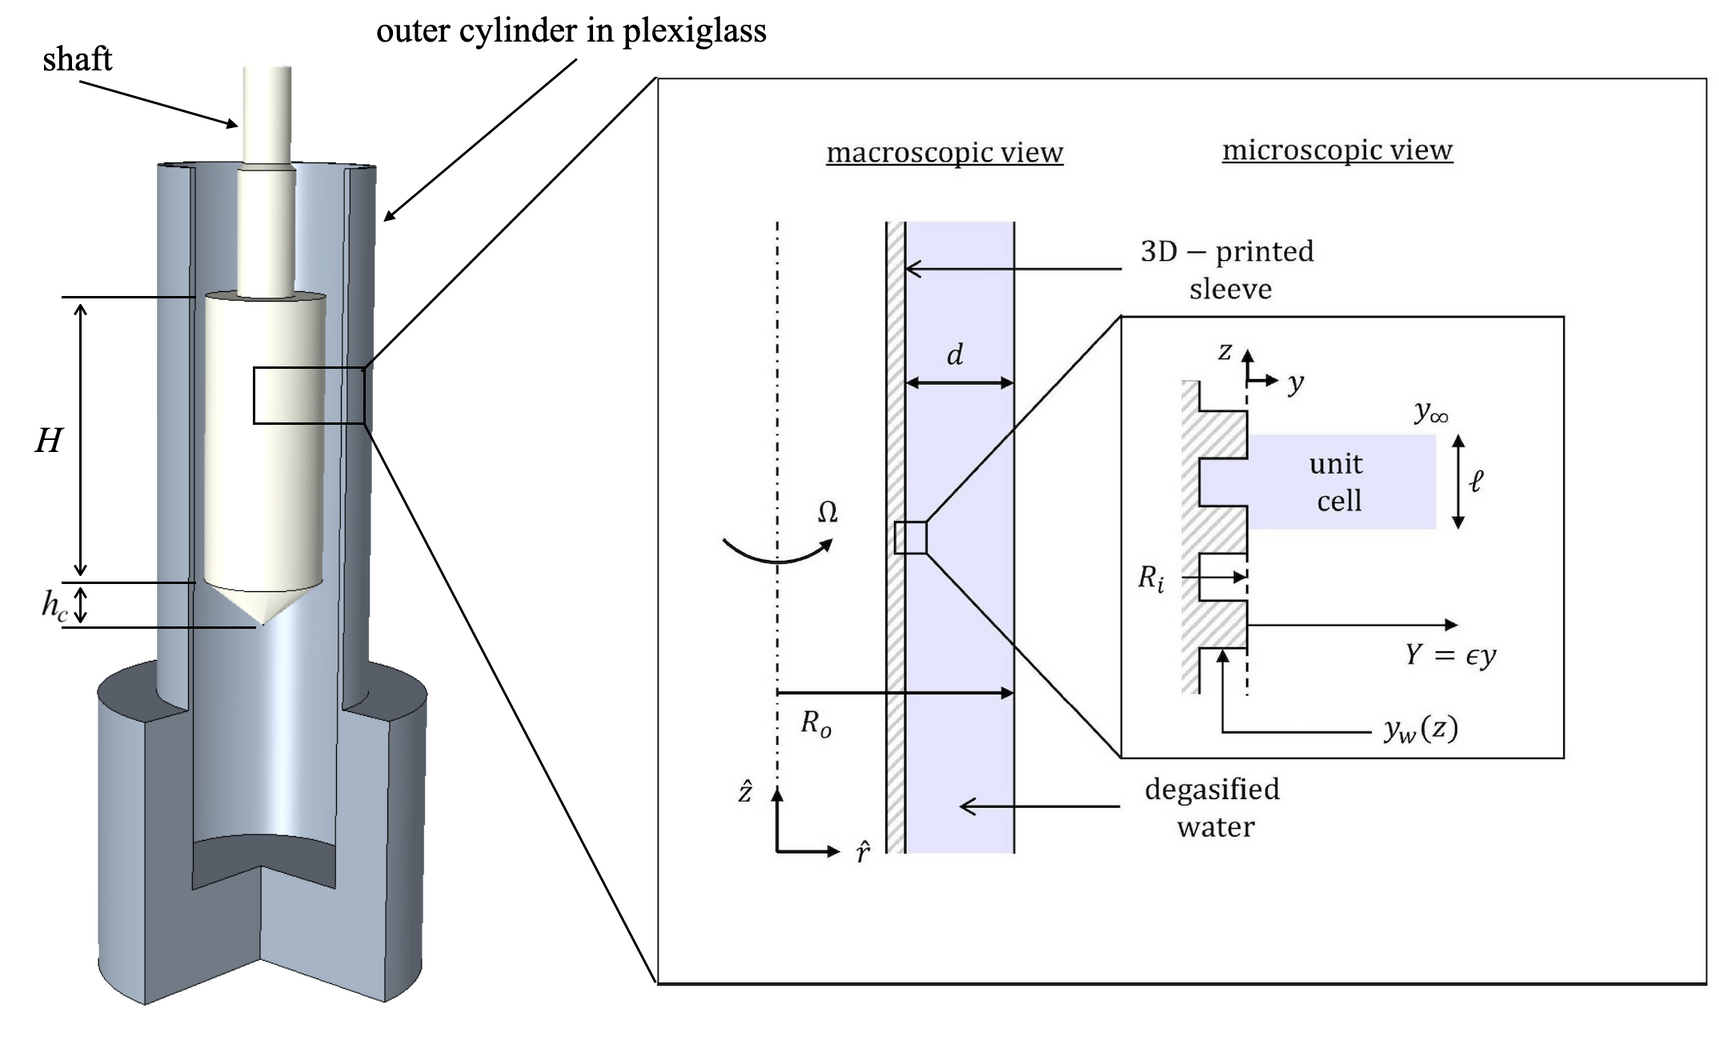 outer cylinder in plexiglass
shaft
macroscopic view
microscopic view
3D − printed
sleeve
d
z
y
y∞
H
unit
cell
ℓ
Ω
R_i
h_c
Y = ϵy
R_o
y_w(z)
ẑ
degasified
water
r̂